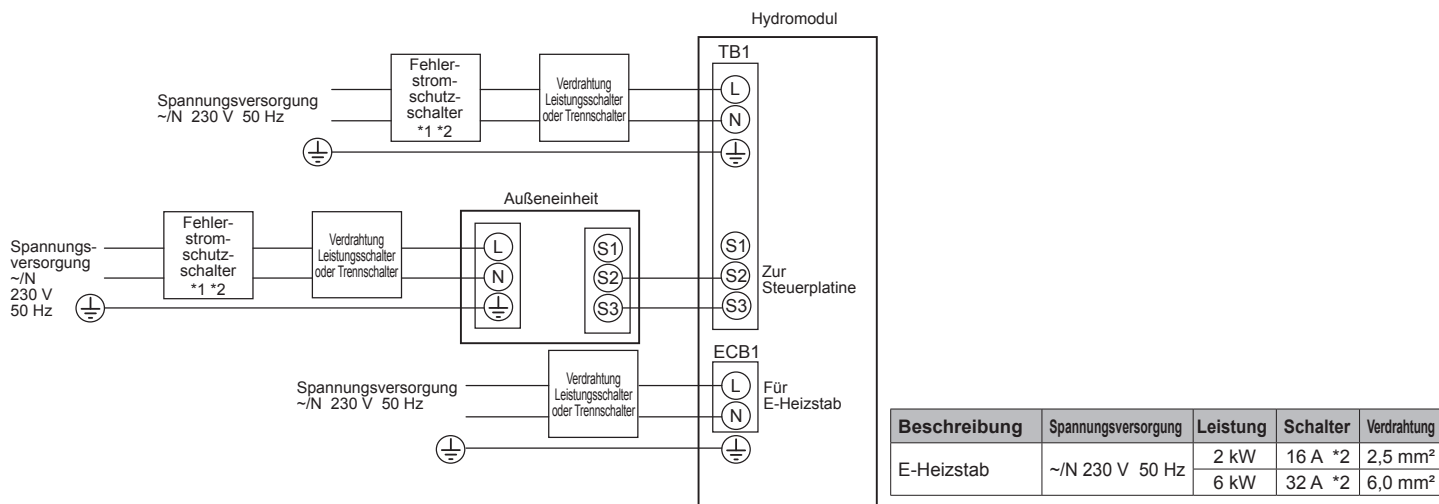 Hydromodul
TB1
Fehler-
strom-
schutz-
schalter
*1 *2
Verdrahtung
Leistungsschalter
oder Trennschalter
Spannungsversorgung
~/N 230 V 50 Hz
L
N
Außeneinheit
Fehler-
strom-
schutz-
schalter
*1 *2
Verdrahtung
Leistungsschalter
oder Trennschalter
Spannungs-
versorgung
~/N
230 V
50 Hz
L
N
S1
S2
S3
S1
S2
S3
Zur
Steuerplatine
ECB1
Verdrahtung
Leistungsschalter
oder Trennschalter
Spannungsversorgung
~/N 230 V 50 Hz
L
N
Für
E-Heizstab
Beschreibung Spannungsversorgung Leistung Schalter Verdrahtung
E-Heizstab ~/N 230 V 50 Hz 2 kW 16 A *2 2,5 mm²
6 kW 32 A *2 6,0 mm²